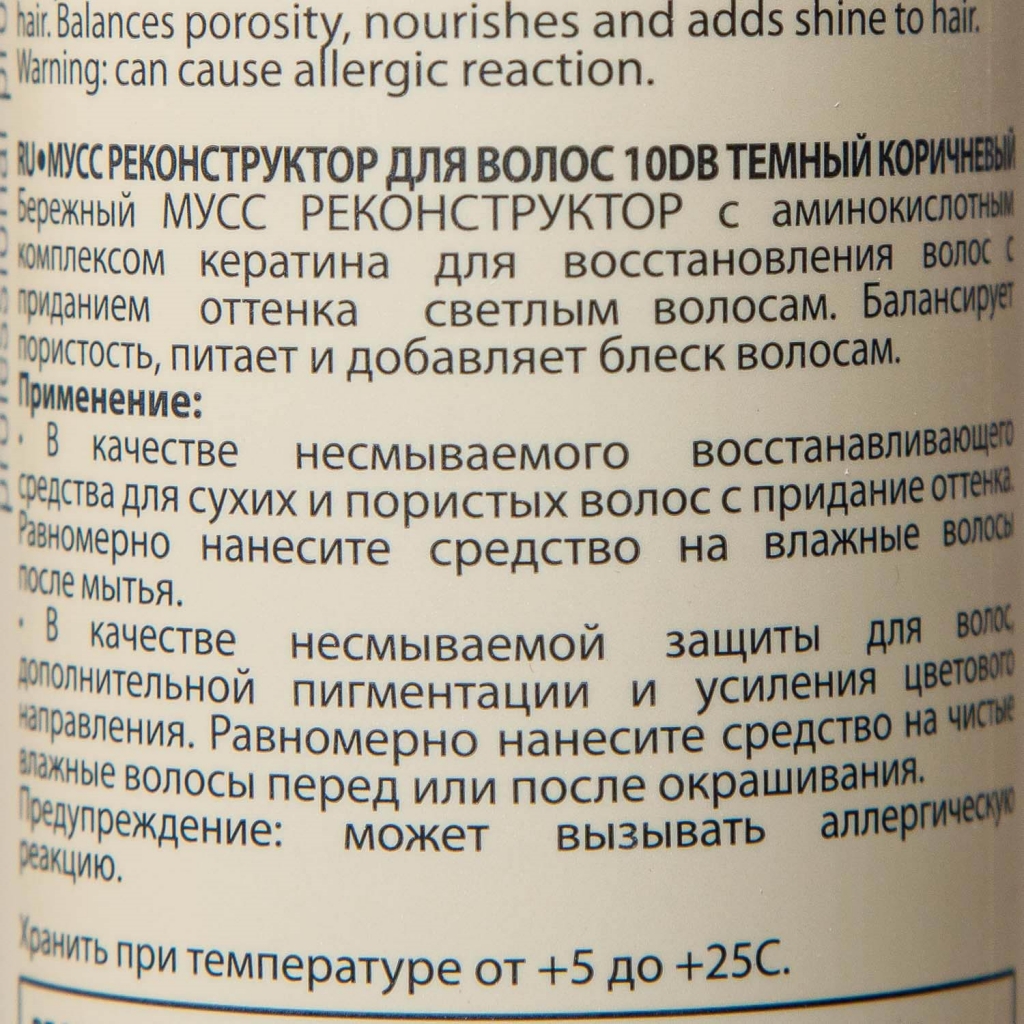 hair. Balances porosity, nourishes and adds shine to hair.
Warning: can cause allergic reaction.
RU•МУСС РЕКОНСТРУКТОР ДЛЯ ВОЛОС 10DB ТЕМНЫЙ КОРИЧНЕВЫЙ
Бережный МУСС РЕКОНСТРУКТОР с аминокислотным
комплексом кератина для восстановления волос с
приданием оттенка светлым волосам. Балансирует
пористость, питает и добавляет блеск волосам.
Применение:
· В качестве несмываемого восстанавливающего
средства для сухих и пористых волос с придание оттенка.
Равномерно нанесите средство на влажные волосы
после мытья.
· В качестве несмываемой защиты для волос,
дополнительной пигментации и усиления цветового
направления. Равномерно нанесите средство на чистые
влажные волосы перед или после окрашивания.
Предупреждение: может вызывать аллергическую
реакцию.
Хранить при температуре от +5 до +25С.